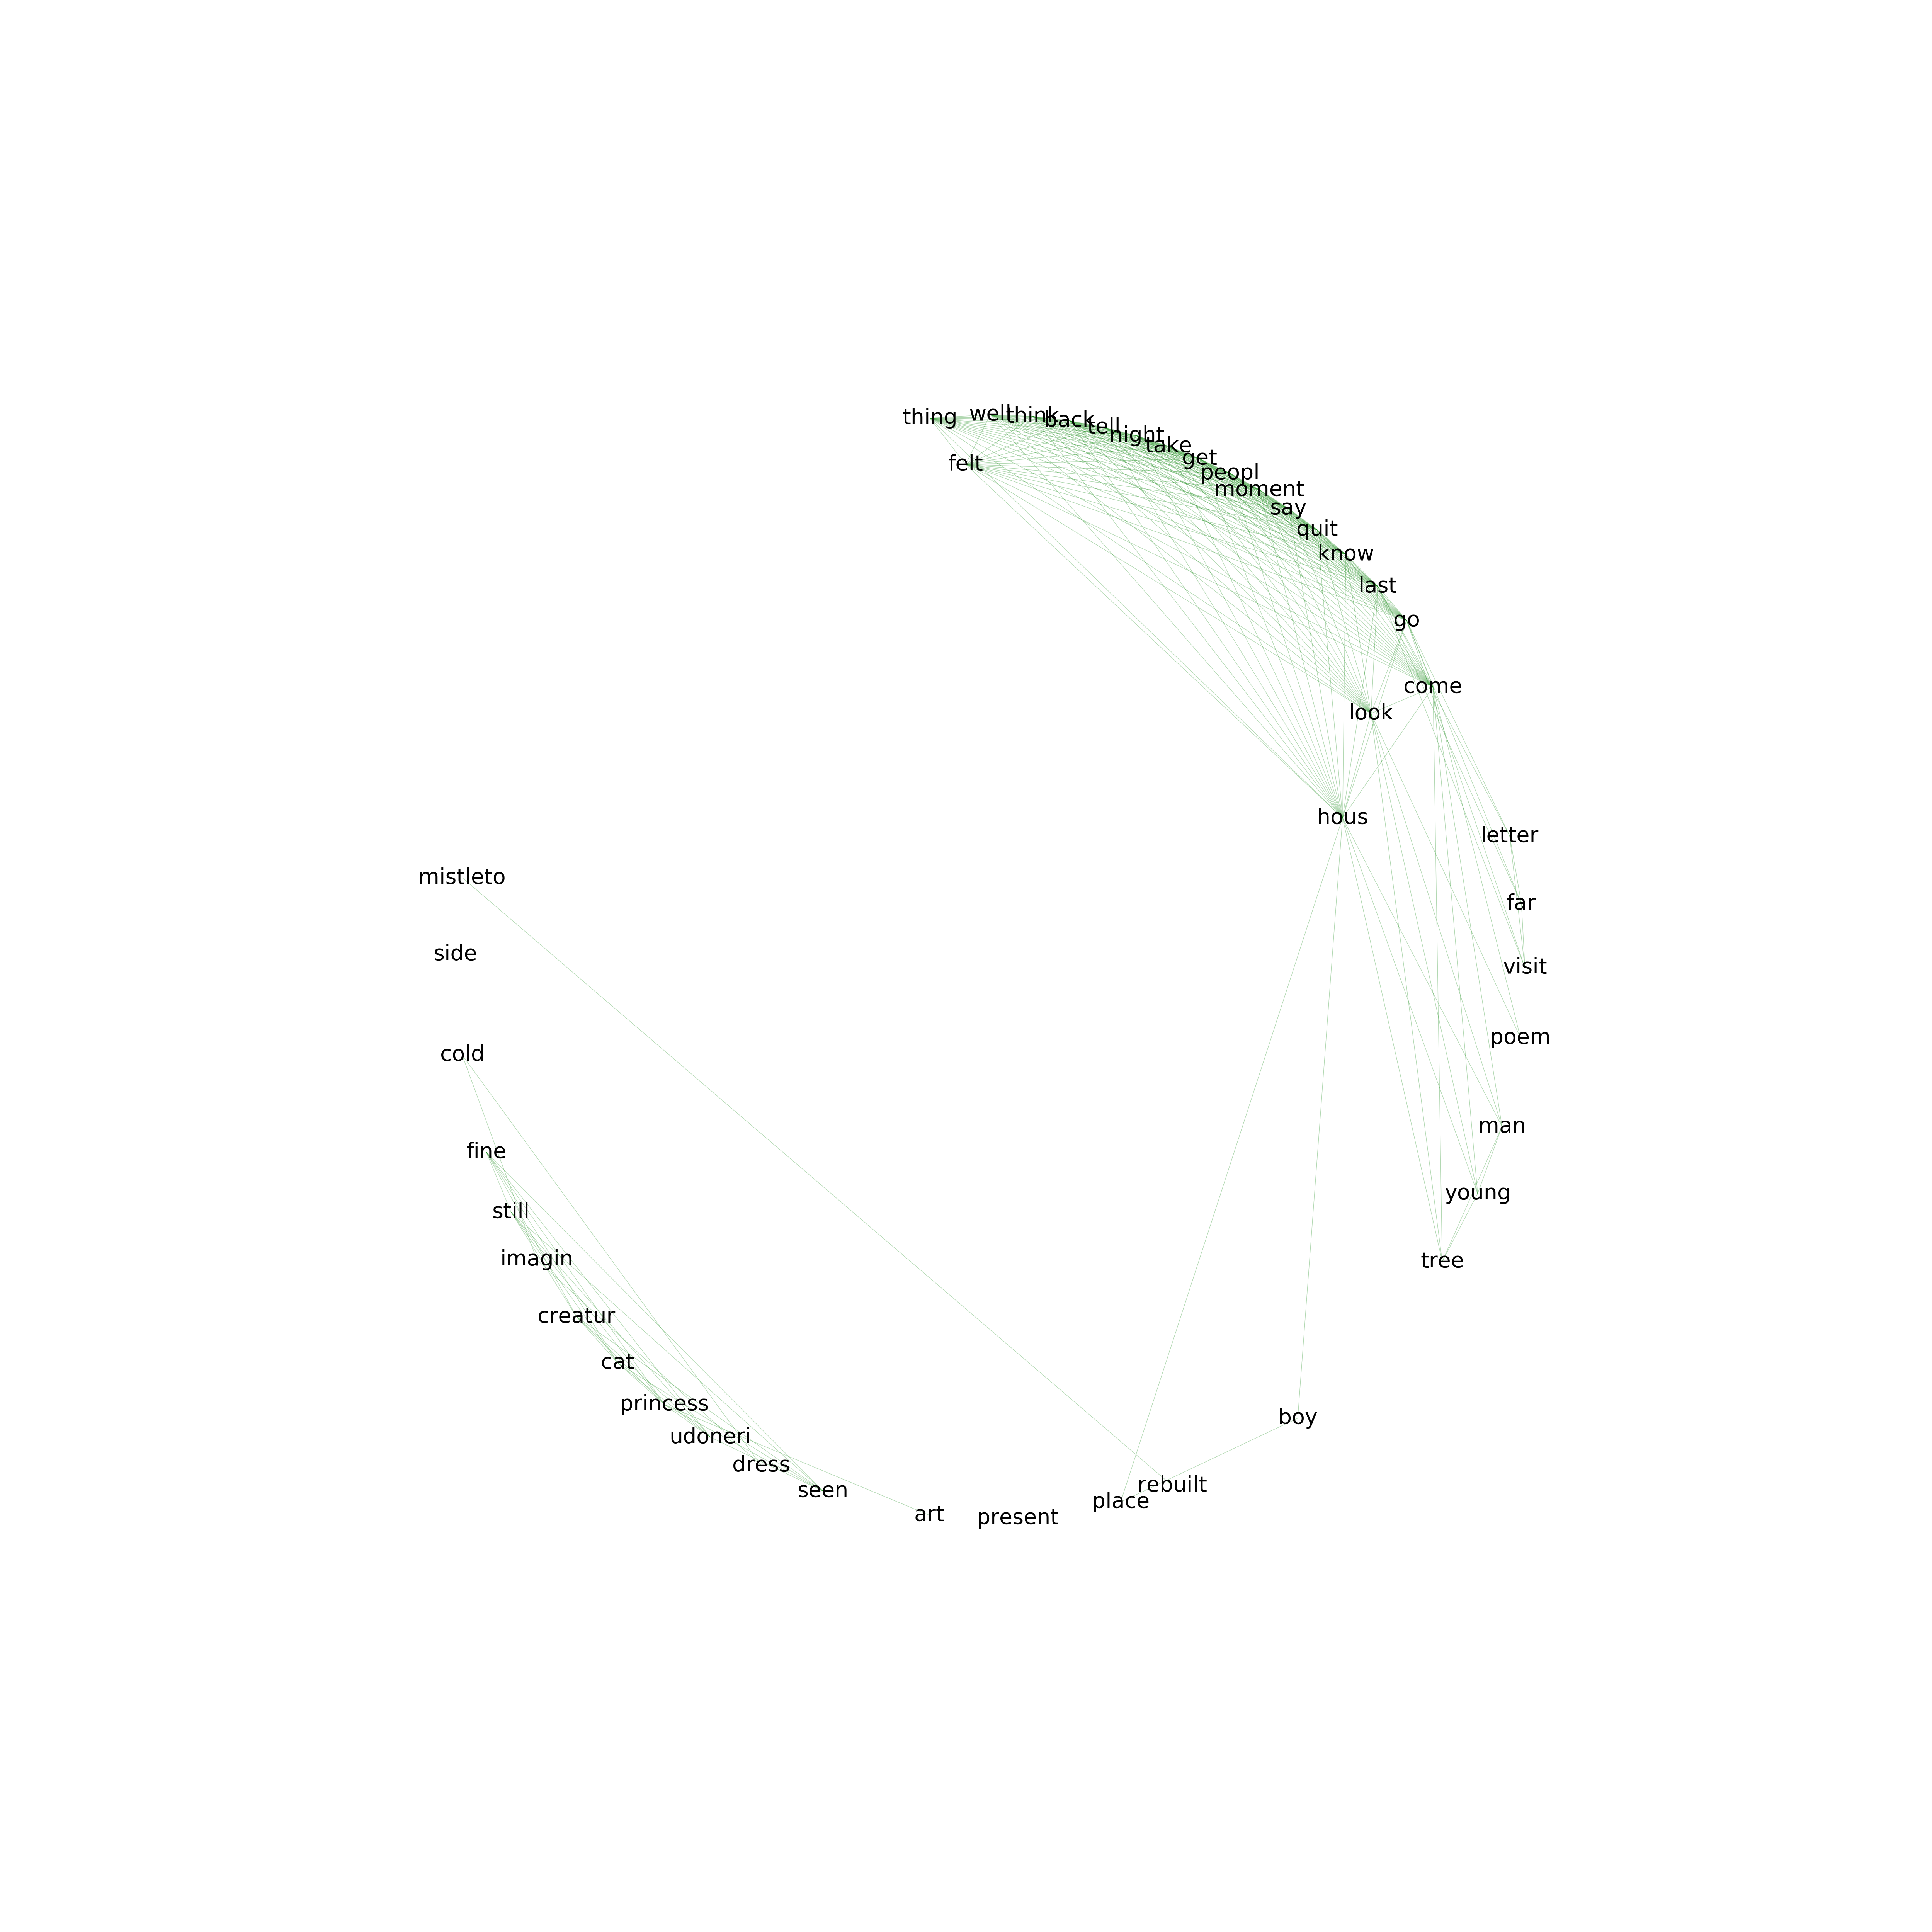 thing
well
think
back
tell
night
take
felt
get
peopl
moment
say
quit
know
last
go
come
look
hous
letter
mistleto
far
side
visit
poem
cold
man
fine
young
still
imagin
tree
creatur
cat
princess
boy
udoneri
dress
rebuilt
seen
place
art
present